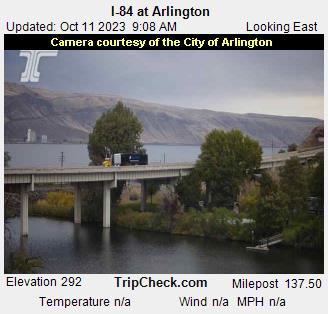 I-84 at Arlington
Updated: Oct 11 2023 9:08 AM Looking East
Camera courtesy of the City of Arlington
Elevation 292 TripCheck.com Milepost 137.50
Temperature n/a Wind n/a MPH n/a